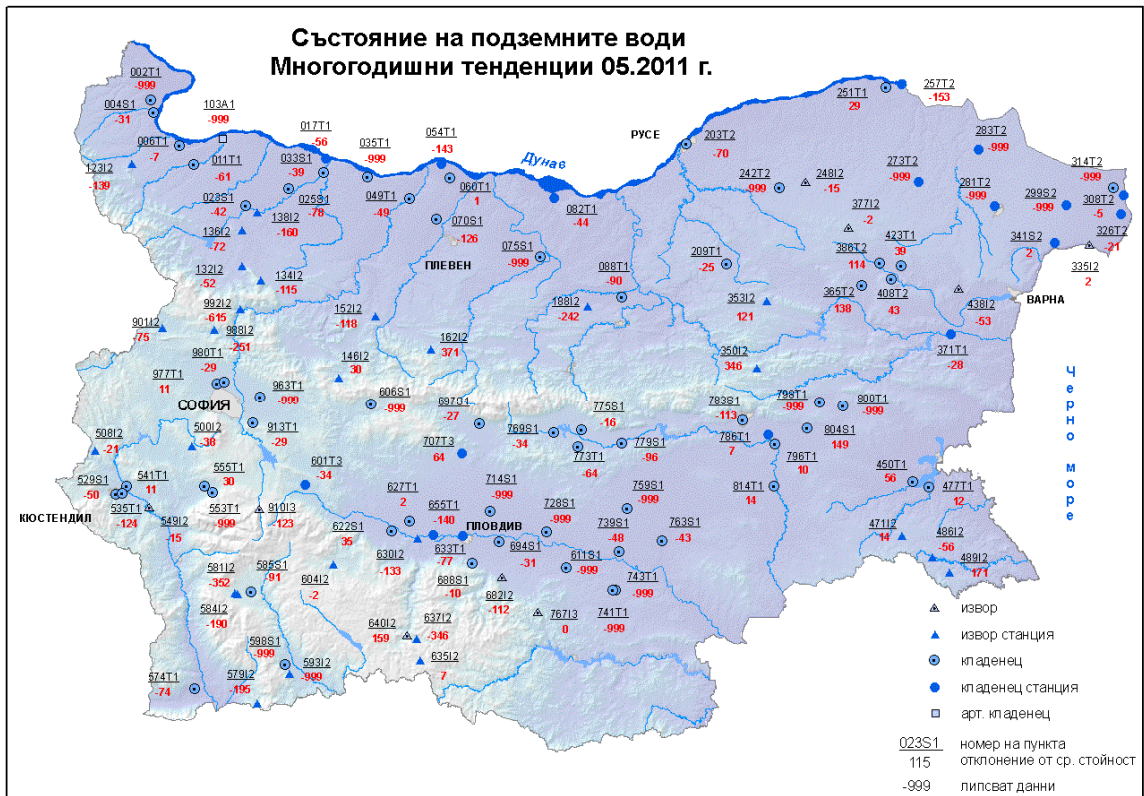 Състояние на подземните води
Многогодишни тенденции 05.2011 г.
002T1
-999
004S1
-31
103A1
-999
006T1
-7
123I2
-139
011T1
-61
017T1
-56
033S1
-39
025S1
-78
035T1
-999
054T1
-143
060T1
1
049T1
-49
070S1
-126
Дунав
082T1
-44
РУСЕ
203T2
-70
251T1
29
257T2
-153
283T2
-999
273T2
-999
242T2
999
248I2
-15
281T2
-999
299S2
-999
314T2
-999
308T2
-5
326T2
-21
335I2
2
341S2
2
377I2
-2
423T1
39
386T2
114
408T2
43
365T2
138
438I2
-53
ВАРНА
371T1
-28
209T1
-25
353I2
121
350I2
346
028S1
-42
138I2
-160
136I2
-72
132I2
-52
134I2
-115
992I2
-615
988I2
-251
901I2
-75
980T1
-29
977T1
11
СОФИЯ
963T1
-999
913T1
-29
ПЛЕВЕН
075S1
-999
088T1
-90
188I2
-242
152I2
-118
162I2
371
146I2
30
606S1
-999
697S1
-27
769S1
-34
775S1
-16
773T1
-64
779S1
-96
783S1
-113
786T1
7
798T1
-999
800T1
-999
804S1
149
796T1
10
814T1
14
450T1
56
477T1
12
471I2
14
486I2
-56
489I2
171
Черно море
508I2
-21
500I2
-38
529S1
-50
541T1
11
535T1
-124
КЮСТЕНДИЛ
549I2
-15
555T1
30
553T1
-999
910I3
-123
601T3
-34
707T3
64
627T1
2
655T1
-140
714S1
-999
ПЛОВДИВ
728S1
-999
759S1
-999
739S1
-48
763S1
-43
622S1
35
630I2
-133
633T1
-77
694S1
-31
611S1
-999
688S1
-10
682I2
-112
743T1
-999
741T1
-999
767I3
0
581I2
-352
585S1
-91
604I2
-2
584I2
-190
598S1
-999
593I2
-999
579I2
-195
574T1
-74
640I2
159
637I2
-346
635I2
7
извор
извор станция
кладенец
кладенец станция
арт. кладенец
023S1 номер на пункта
115 отклонение от ср. стойност
-999 липсват данни